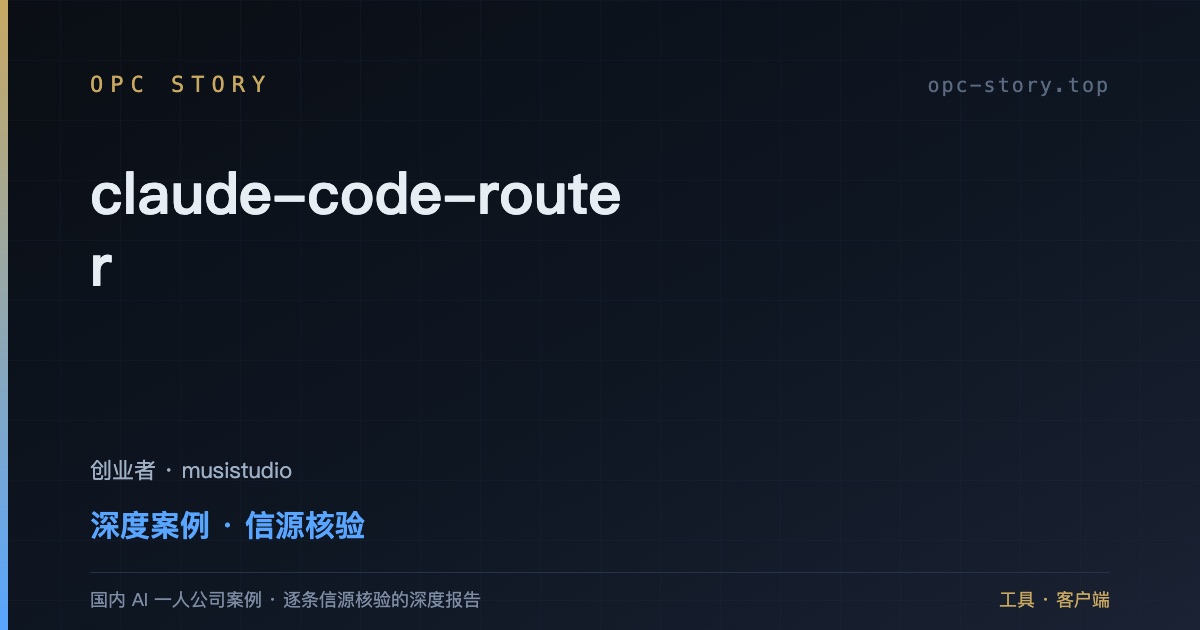 OPC STORY
opc-story.top
claude-code-route
r
创业者 · musistudio
深度案例 · 信源核验
国内 AI 一人公司案例 · 逐条信源核验的深度报告
工具 · 客户端